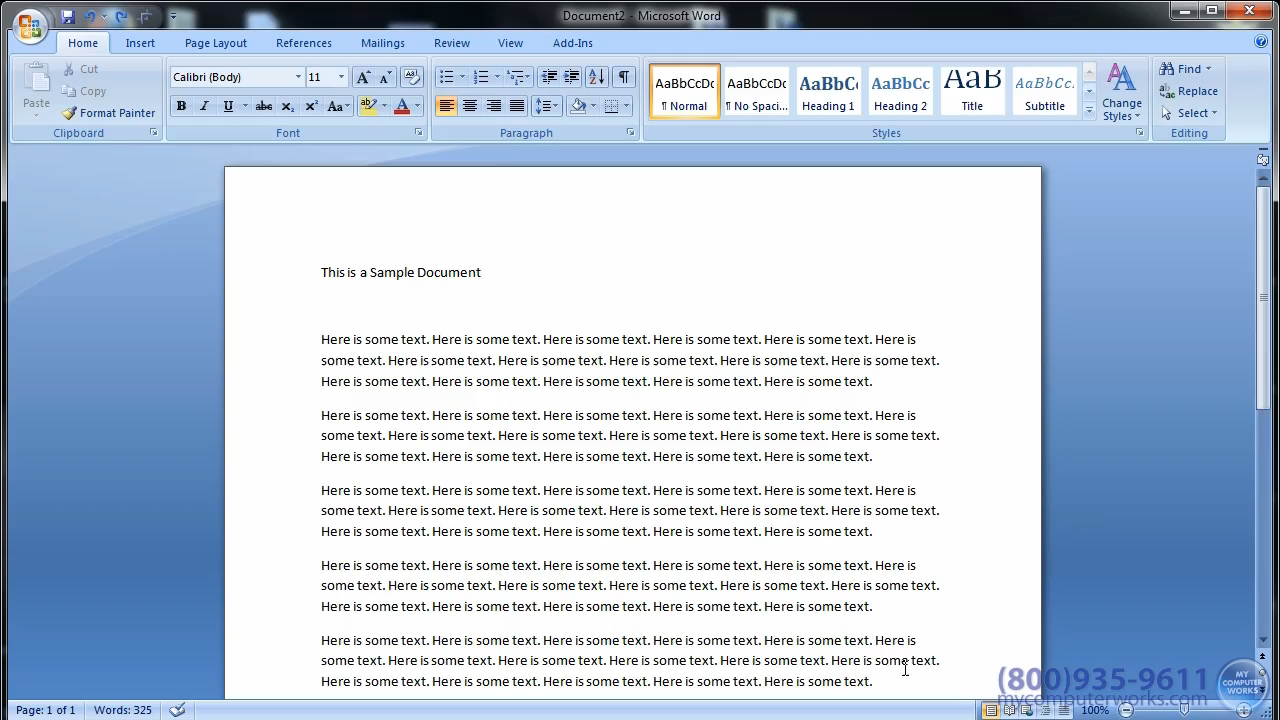 Document2 - Microsoft Word
Home Insert Page Layout References Mailings Review View Add-Ins
Paste
Cut
Copy
Format Painter
Clipboard
Calibri (Body) 11
Font
Paragraph
AaBbCcDc AaBbCcDc AaBbC AaBbCc AaB AaBbCc.
¶ Normal ¶ No Spaci... Heading 1 Heading 2 Title Subtitle
Change
Styles
Styles
Find
Replace
Select
Editing
This is a Sample Document
Here is some text. Here is some text. Here is some text. Here is some text. Here is some text. Here is
some text. Here is some text. Here is some text. Here is some text. Here is some text. Here is some text.
Here is some text. Here is some text. Here is some text. Here is some text. Here is some text.
Here is some text. Here is some text. Here is some text. Here is some text. Here is some text. Here is
some text. Here is some text. Here is some text. Here is some text. Here is some text. Here is some text.
Here is some text. Here is some text. Here is some text. Here is some text. Here is some text.
Here is some text. Here is some text. Here is some text. Here is some text. Here is some text. Here is
some text. Here is some text. Here is some text. Here is some text. Here is some text. Here is some text.
Here is some text. Here is some text. Here is some text. Here is some text. Here is some text.
Here is some text. Here is some text. Here is some text. Here is some text. Here is some text. Here is
some text. Here is some text. Here is some text. Here is some text. Here is some text. Here is some text.
Here is some text. Here is some text. Here is some text. Here is some text. Here is some text.
Here is some text. Here is some text. Here is some text. Here is some text. Here is some text. Here is
some text. Here is some text. Here is some text. Here is some text. Here is some text. Here is some text.
Here is some text. Here is some text. Here is some text. Here is some text. Here is some text.
(800)935-9611
mycomputerworks.com
MY
COMPUTER
WORKS
Page: 1 of 1 Words: 325 100%